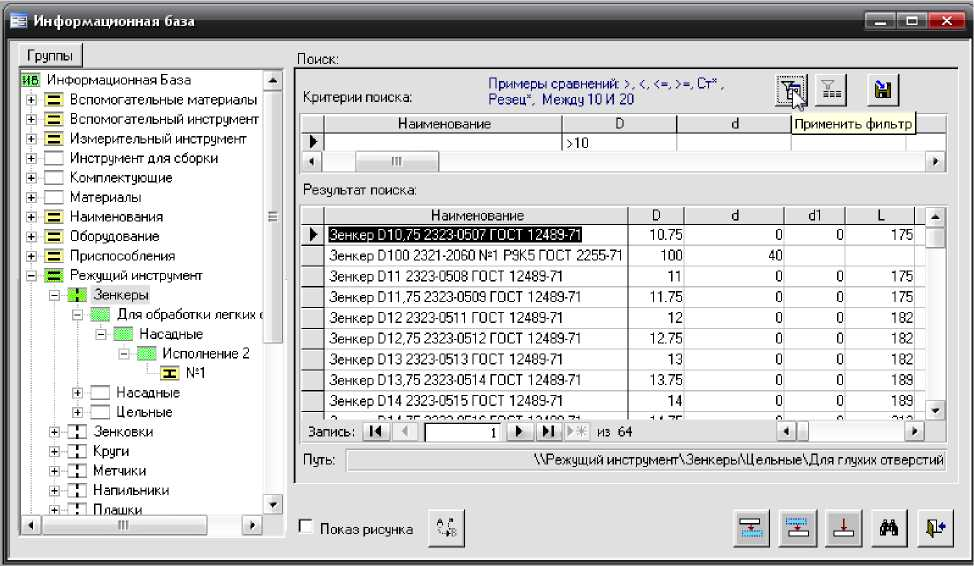 Информационная база
Группы
ИБ Информационная База
Вспомогательные материалы
Вспомогательный инструмент
Измерительный инструмент
Инструмент для сборки
Комплектующие
Материалы
Наименования
Оборудование
Приспособления
Режущий инструмент
Зенкеры
Для обработки легких
Насадные
Исполнение 2
№1
Насадные
Цельные
Зенковки
Круги
Метчики
Напильники
Плашки
Поиск:
Критерии поиска:
Примеры сравнений: >, <, <=, >=, Ст*,
Резец*, Между 10 И 20
Применить фильтр
Наименование D d
>10
Результат поиска:
Наименование D d d1 L
Зенкер D10,75 2323-0507 ГОСТ 12489-71 10.75 0 0 175
Зенкер D100 2321-2060 №1 Р9К5 ГОСТ 2255-71 100 40
Зенкер D11 2323-0508 ГОСТ 12489-71 11 0 0 175
Зенкер D11,75 2323-0509 ГОСТ 12489-71 11.75 0 0 175
Зенкер D12 2323-0511 ГОСТ 12489-71 12 0 0 182
Зенкер D12,75 2323-0512 ГОСТ 12489-71 12.75 0 0 182
Зенкер D13 2323-0513 ГОСТ 12489-71 13 0 0 182
Зенкер D13,75 2323-0514 ГОСТ 12489-71 13.75 0 0 189
Зенкер D14 2323-0515 ГОСТ 12489-71 14 0 0 189
Запись: 1 из 64
Путь: \\Режущий инструмент\Зенкеры\Цельные\Для глухих отверстий
Показ рисунка